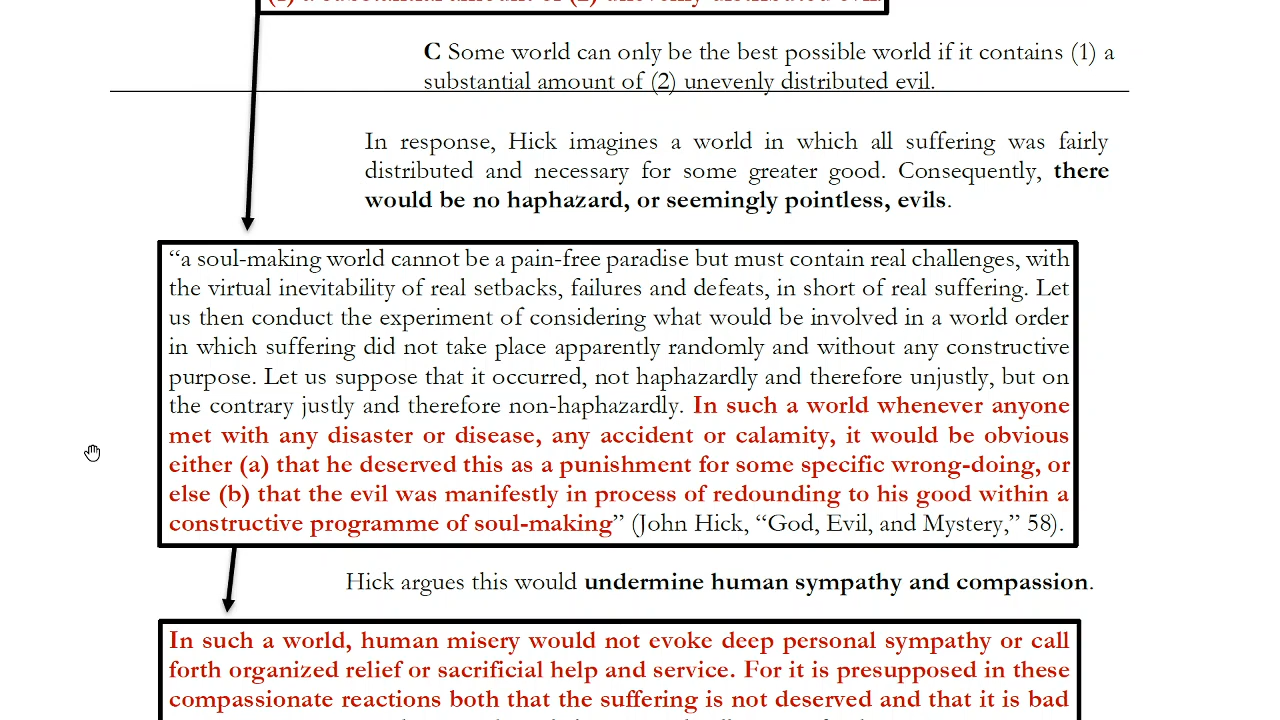 (1) a substantial amount of (2) unevenly distributed evil.
C Some world can only be the best possible world if it contains (1) a
substantial amount of (2) unevenly distributed evil.
In response, Hick imagines a world in which all suffering was fairly
distributed and necessary for some greater good. Consequently, there
would be no haphazard, or seemingly pointless, evils.
“a soul-making world cannot be a pain-free paradise but must contain real challenges, with
the virtual inevitability of real setbacks, failures and defeats, in short of real suffering. Let
us then conduct the experiment of considering what would be involved in a world order
in which suffering did not take place apparently randomly and without any constructive
purpose. Let us suppose that it occurred, not haphazardly and therefore unjustly, but on
the contrary justly and therefore non-haphazardly. In such a world whenever anyone
met with any disaster or disease, any accident or calamity, it would be obvious
either (a) that he deserved this as a punishment for some specific wrong-doing, or
else (b) that the evil was manifestly in process of redounding to his good within a
constructive programme of soul-making” (John Hick, “God, Evil, and Mystery,” 58).
Hick argues this would undermine human sympathy and compassion.
In such a world, human misery would not evoke deep personal sympathy or call
forth organized relief or sacrificial help and service. For it is presupposed in these
compassionate reactions both that the suffering is not deserved and that it is bad